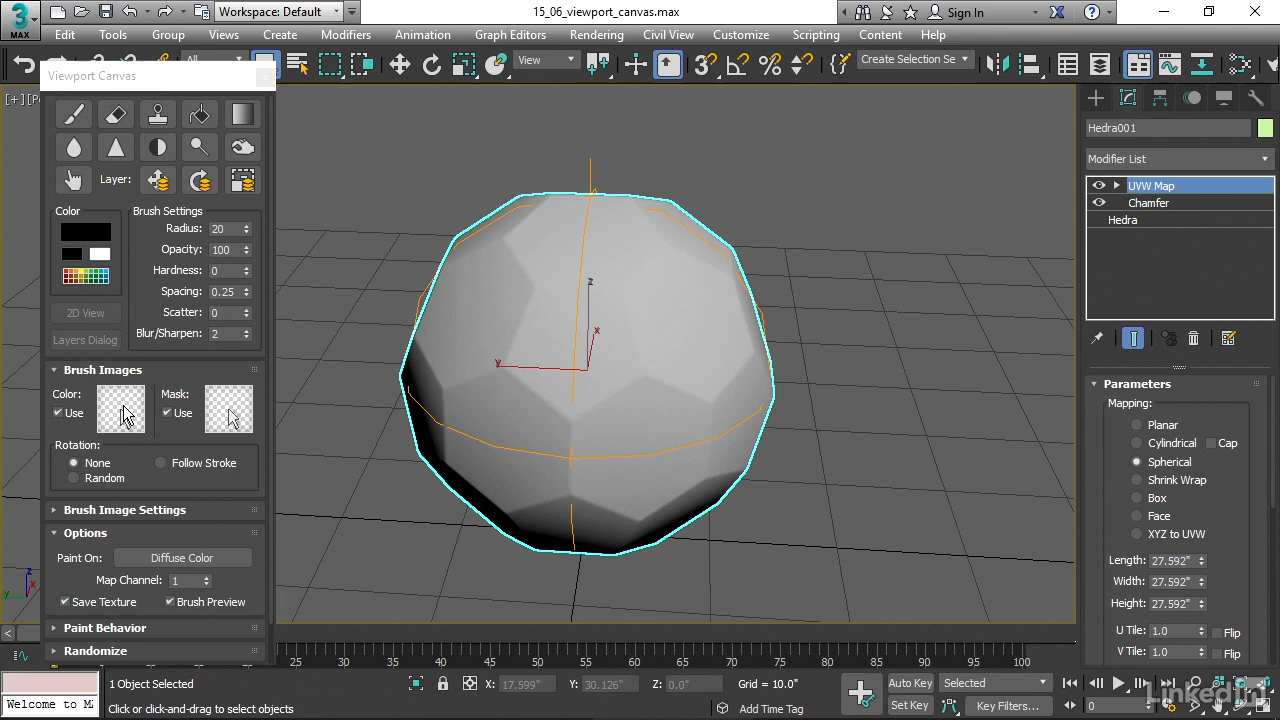 3
MAX
Workspace: Default
15_06_viewport_canvas.max
Sign In
Edit Tools Group Views Create Modifiers Animation Graph Editors Rendering Civil View Customize Scripting Content Help
All
View
3
Create Selection Se
Viewport Canvas
[+] [P
Layer:
Color
Brush Settings
Radius: 20
Opacity: 100
Hardness: 0
Spacing: 0.25
Scatter: 0
Blur/Sharpen: 2
2D View
Layers Dialog
Brush Images
Color:
Use
Mask:
Use
Rotation:
None
Follow Stroke
Random
Brush Image Settings
Options
Paint On: Diffuse Color
Map Channel: 1
Save Texture
Brush Preview
Paint Behavior
Randomize
z
x
y
z
x
y
Hedra001
Modifier List
UVW Map
Chamfer
Hedra
Parameters
Mapping:
Planar
Cylindrical Cap
Spherical
Shrink Wrap
Box
Face
XYZ to UVW
Length: 27.592"
Width: 27.592"
Height: 27.592"
U Tile: 1.0 Flip
V Tile: 1.0 Flip
25 30 35 40 45 50 55 60 65 70 75 80 85 90 95 100
1 Object Selected
X: 17.599" Y: 30.126" Z: 0.0" Grid = 10.0"
Auto Key Selected
Welcome to M
Click or click-and-drag to select objects
Add Time Tag
Set Key Key Filters...
0
LinkedIn